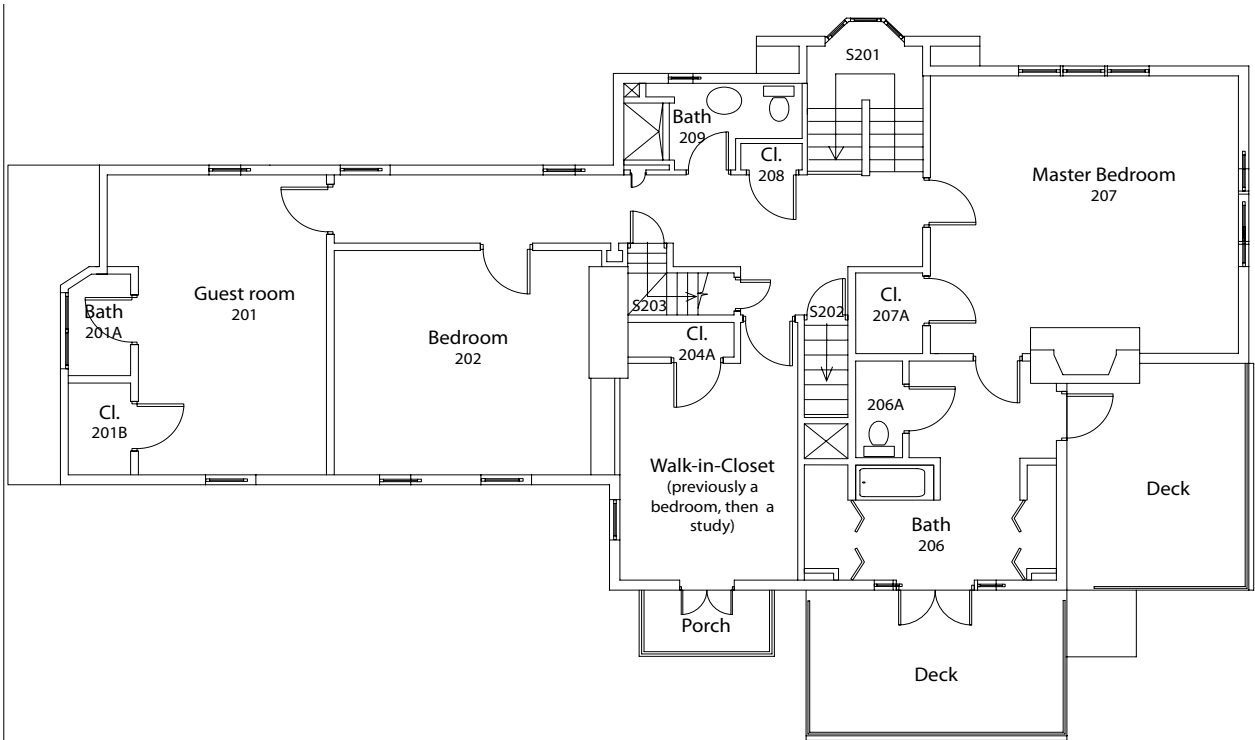 S201
Bath
209
Cl.
208
Master Bedroom
207
Guest room
201
Bath
201A
S203
S202
Cl.
207A
Bedroom
202
Cl.
204A
Cl.
201B
206A
Walk-in-Closet
(previously a
bedroom, then a
study)
Deck
Bath
206
Porch
Deck